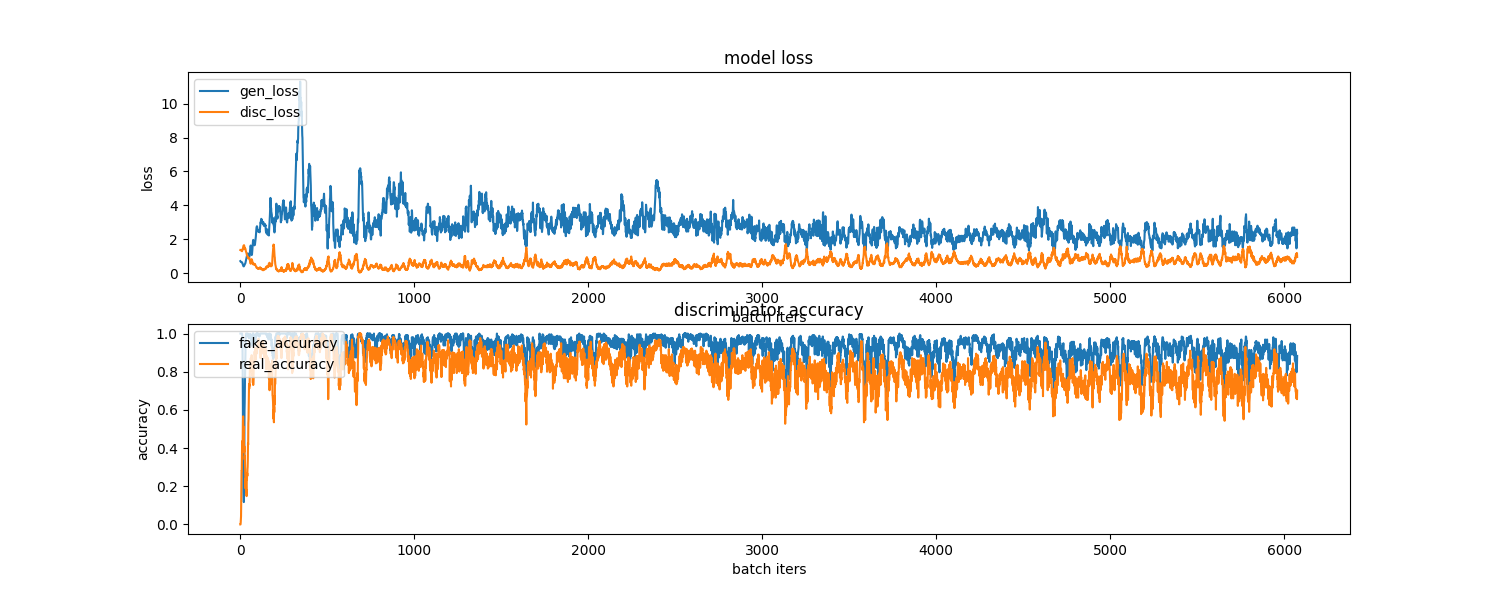 model loss
gen_loss
disc_loss
10
8
6
4
2
0
loss
0 1000 2000 3000 4000 5000 6000
batch iters
discriminator accuracy
fake_accuracy
real_accuracy
1.0
0.8
0.6
0.4
0.2
0.0
accuracy
0 1000 2000 3000 4000 5000 6000
batch iters